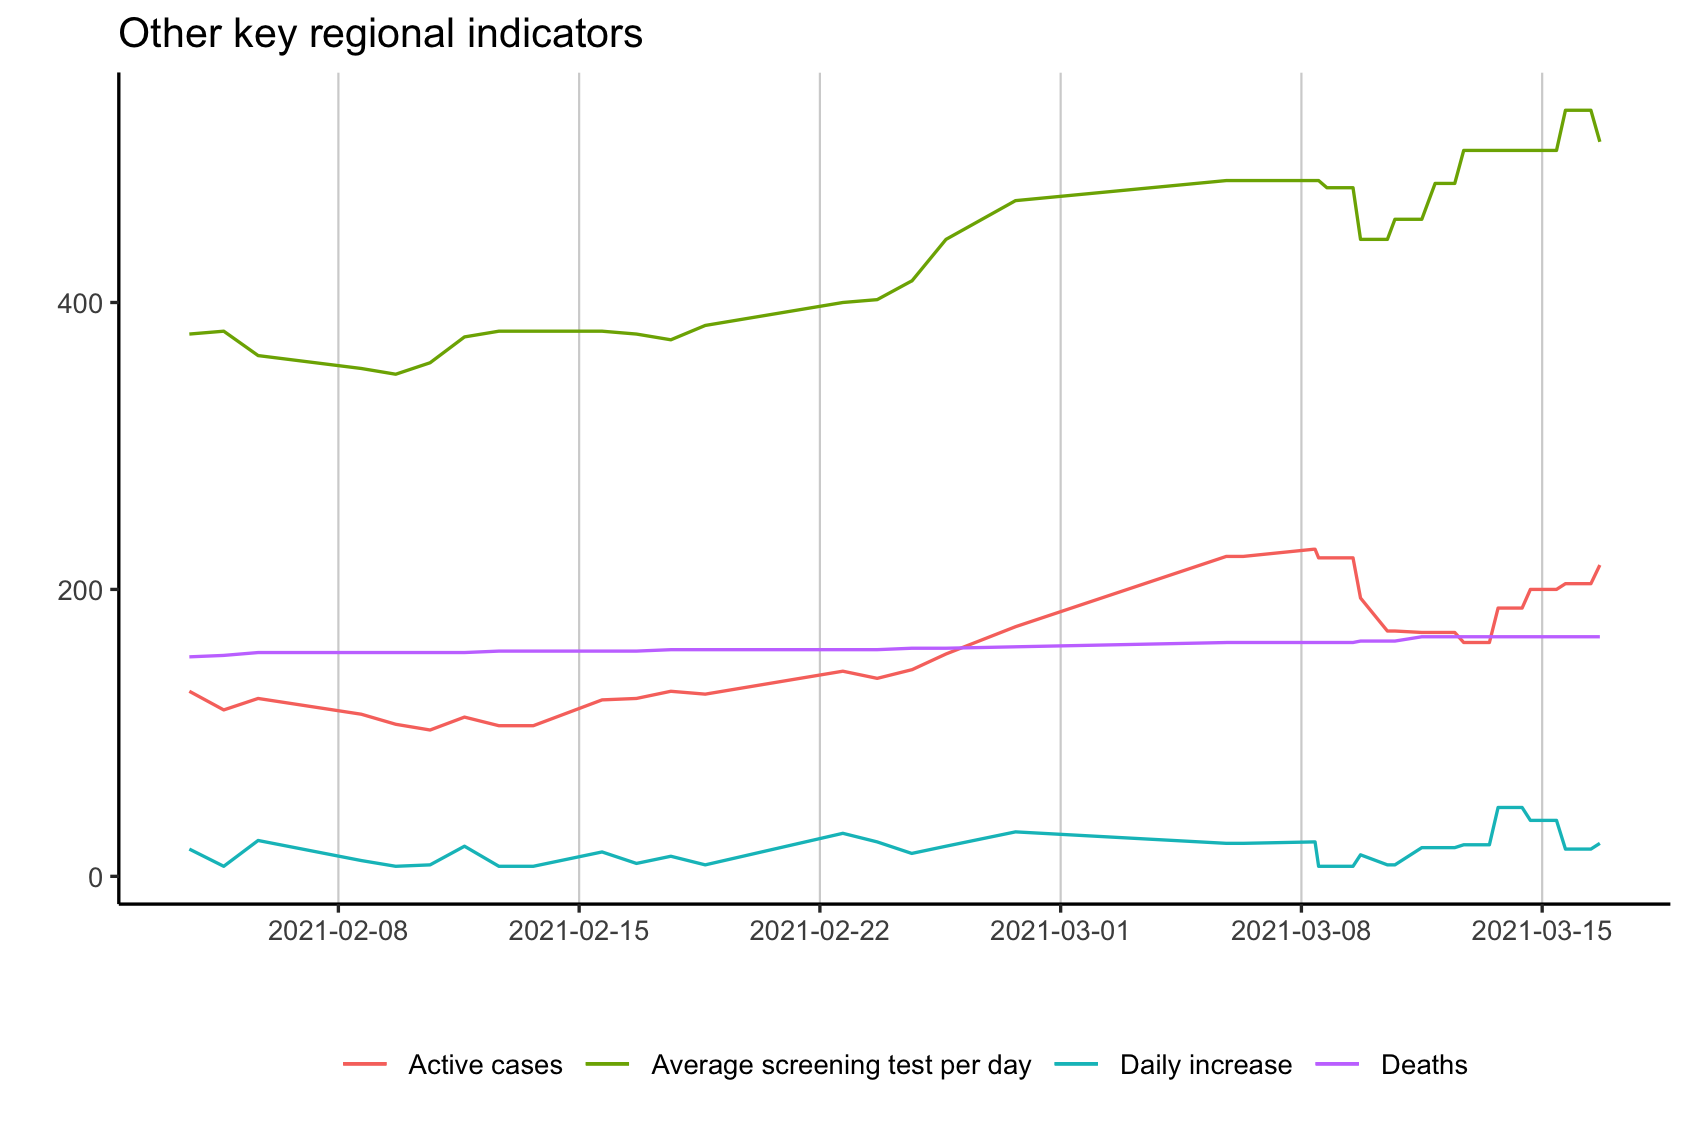 Other key regional indicators
400
200
0
2021-02-08 2021-02-15 2021-02-22 2021-03-01 2021-03-08 2021-03-15
Active cases Average screening test per day Daily increase Deaths